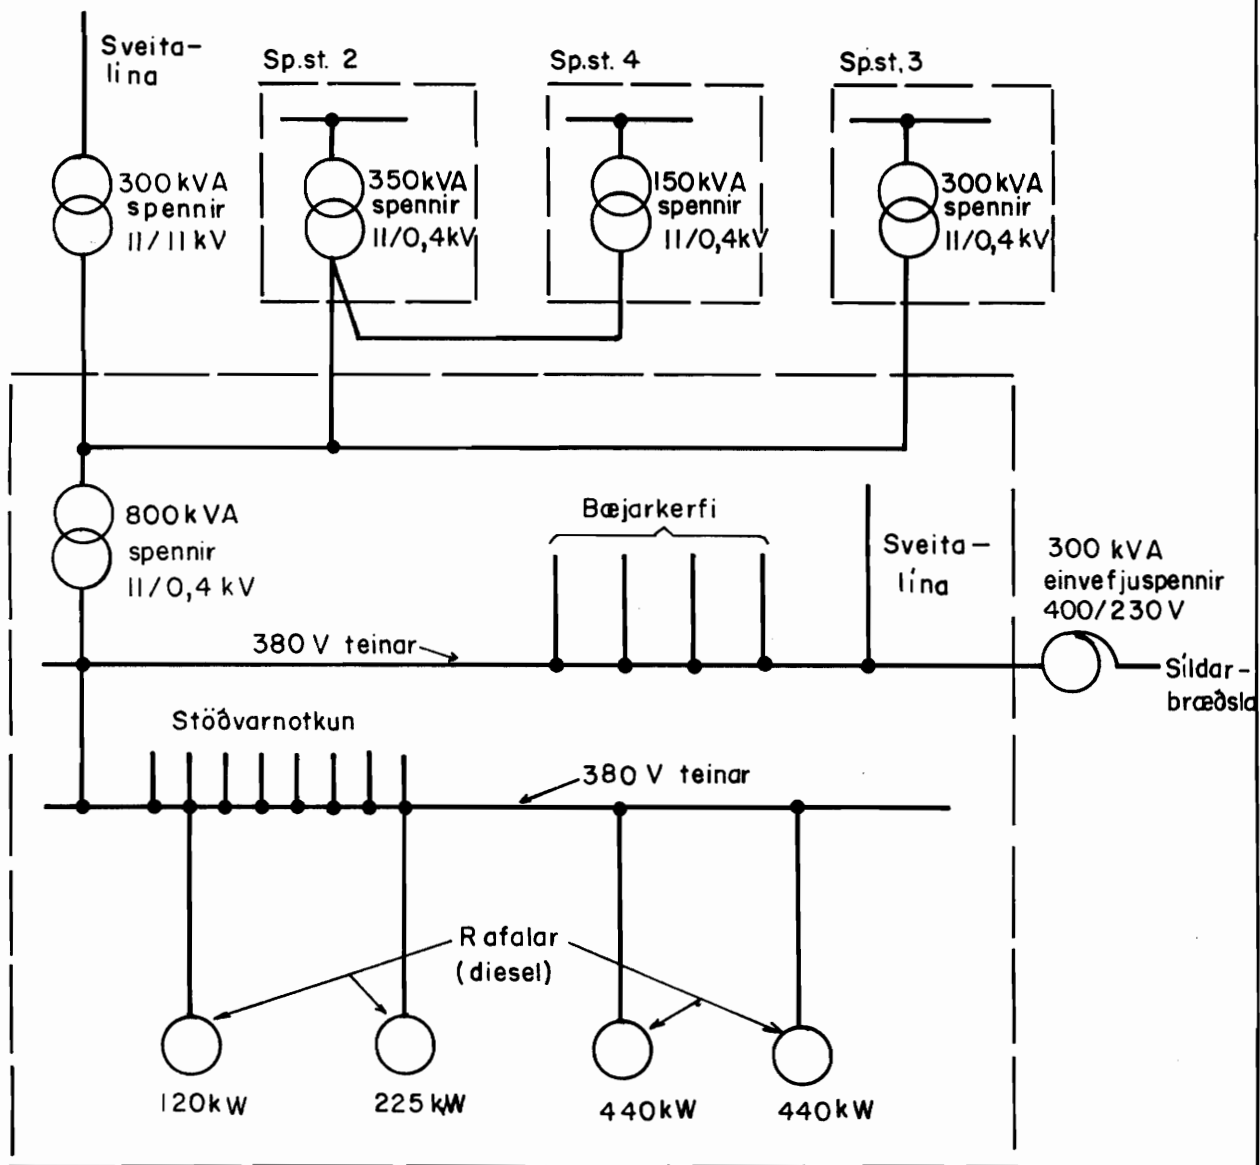 Sveita-
lína
Sp.st. 2
Sp.st. 4
Sp.st. 3
300 kVA
spennir
11/11 kV
350 kVA
spennir
11/0,4 kV
150 kVA
spennir
11/0,4 kV
300 kVA
spennir
11/0,4 kV
800 kVA
spennir
11/0,4 kV
Bæjarkerfi
Sveita-
lína
300 kVA
einvefjuspennir
400/230 V
380 V teinar
Síldar-
bræðsla
Stöðvarnotkun
380 V teinar
Rafalar
(diesel)
120 kW
225 kW
440 kW
440 kW